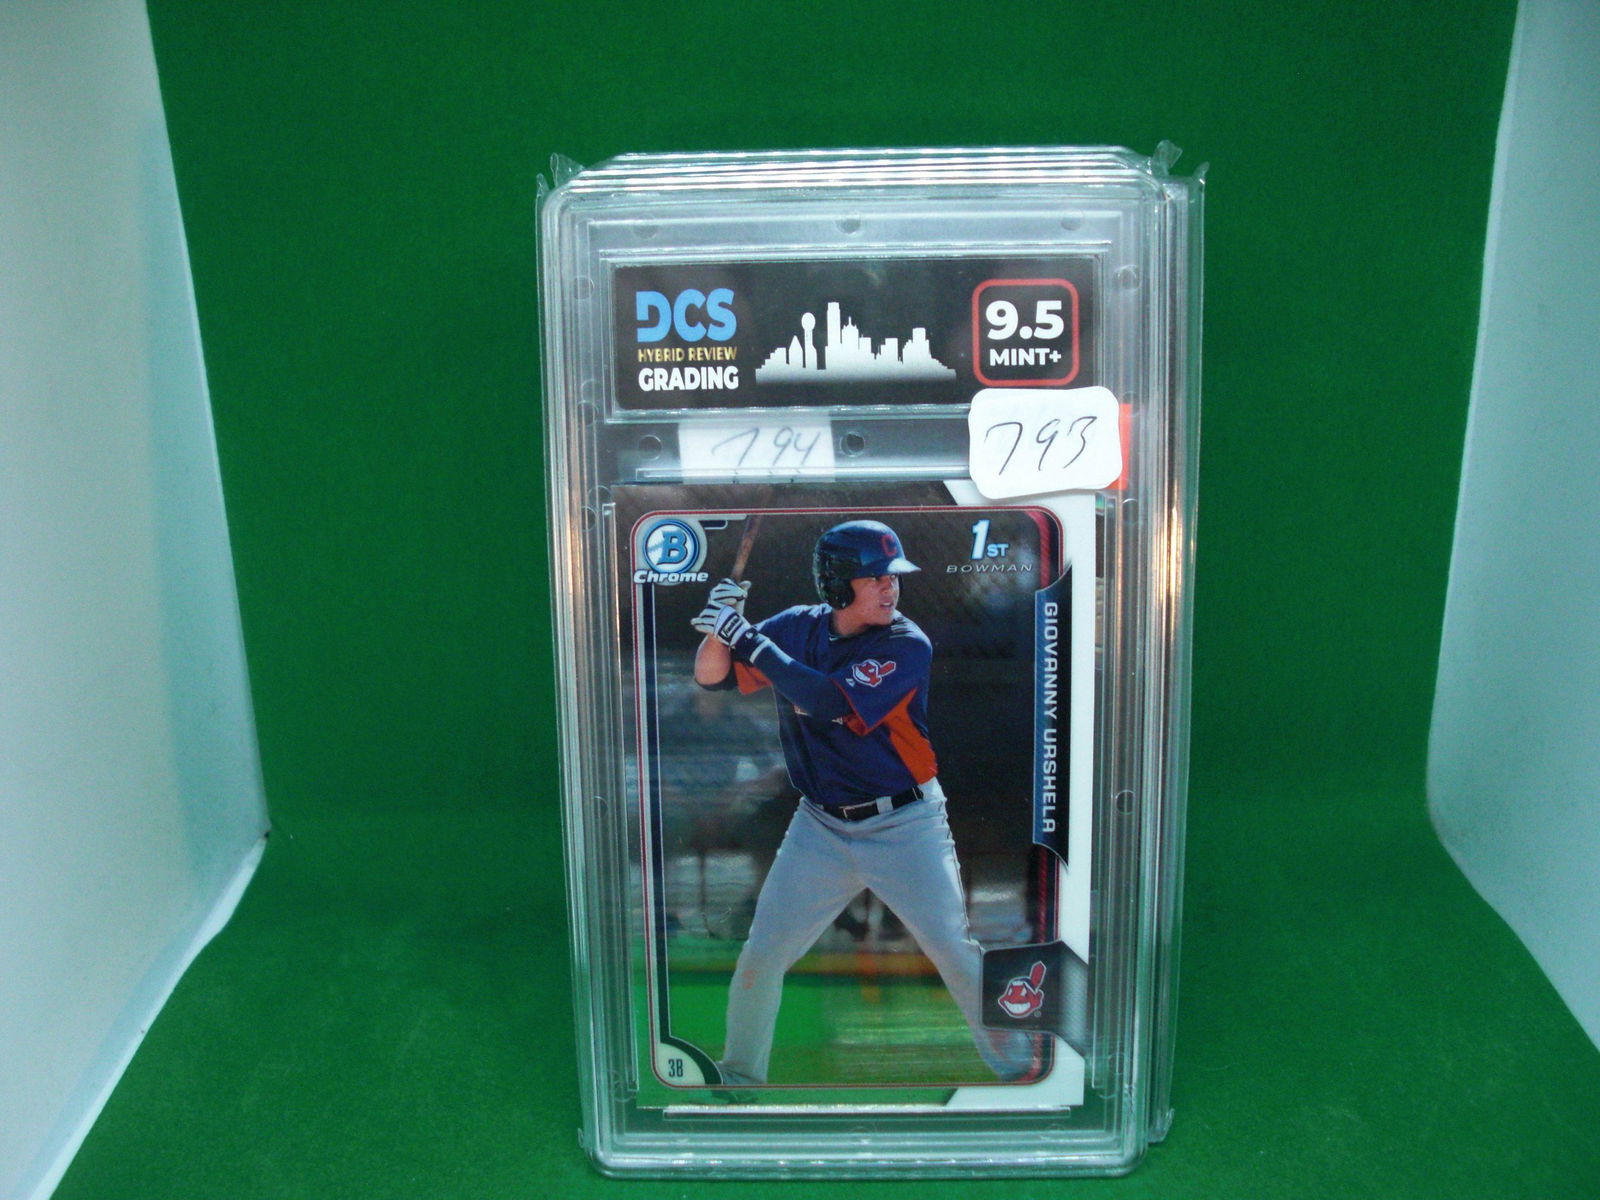 DCS
HYBRID REVIEW
GRADING
9.5
MINT+
794
793
B
Chrome
1ST
BOWMAN
C
GIOVANNY URSHELA
3B